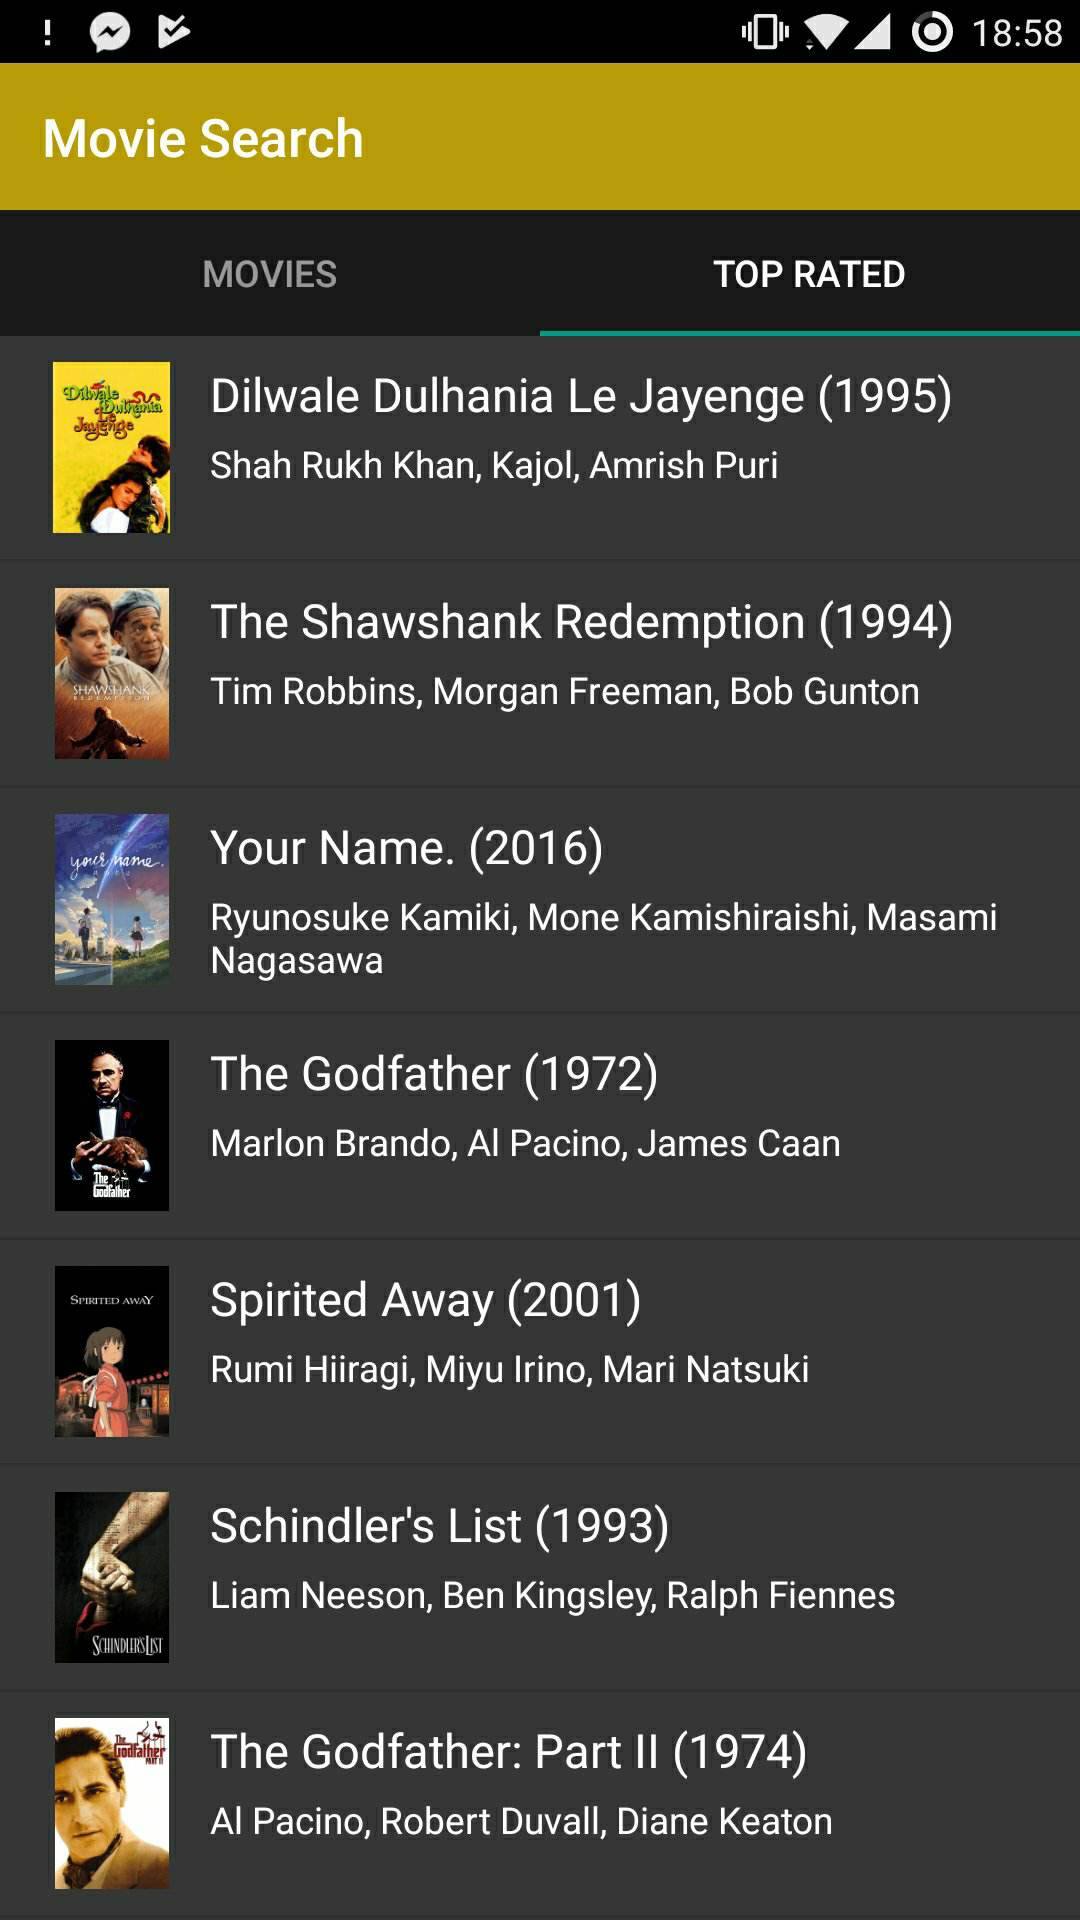 18:58
Movie Search
MOVIES
TOP RATED
Dilwale
Dulhania
Le
Jayenge
Dilwale Dulhania Le Jayenge (1995)
Shah Rukh Khan, Kajol, Amrish Puri
SHAWSHANK
REDEMPTION
The Shawshank Redemption (1994)
Tim Robbins, Morgan Freeman, Bob Gunton
your name.
Your Name. (2016)
Ryunosuke Kamiki, Mone Kamishiraishi, Masami
Nagasawa
The
Godfather
The Godfather (1972)
Marlon Brando, Al Pacino, James Caan
SPIRITED AWAY
Spirited Away (2001)
Rumi Hiiragi, Miyu Irino, Mari Natsuki
SCHINDLER'S LIST
Schindler's List (1993)
Liam Neeson, Ben Kingsley, Ralph Fiennes
The
Godfather
PART II
The Godfather: Part II (1974)
Al Pacino, Robert Duvall, Diane Keaton